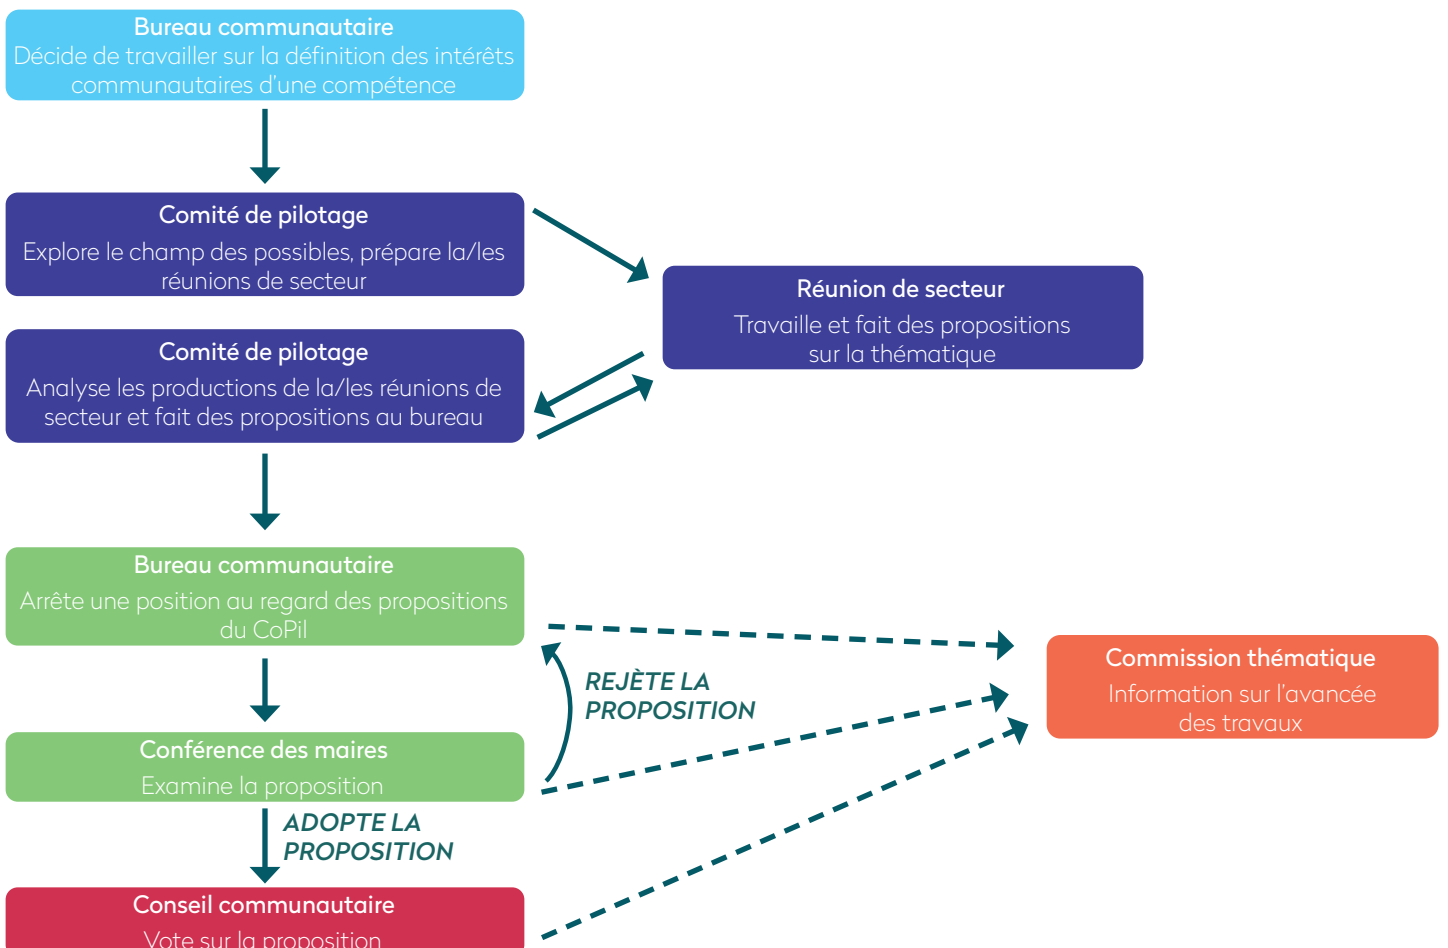 Bureau communautaire
Décide de travailler sur la définition des intérêts
communautaires d'une compétence
Comité de pilotage
Explore le champ des possibles, prépare la/les
réunions de secteur
Réunion de secteur
Travaille et fait des propositions
sur la thématique
Comité de pilotage
Analyse les productions de la/les réunions de
secteur et fait des propositions au bureau
Bureau communautaire
Arrête une position au regard des propositions
du CoPil
REJÈTE LA
PROPOSITION
Commission thématique
Information sur l'avancée
des travaux
Conférence des maires
Examine la proposition
ADOPTE LA
PROPOSITION
Conseil communautaire
Vote sur la proposition